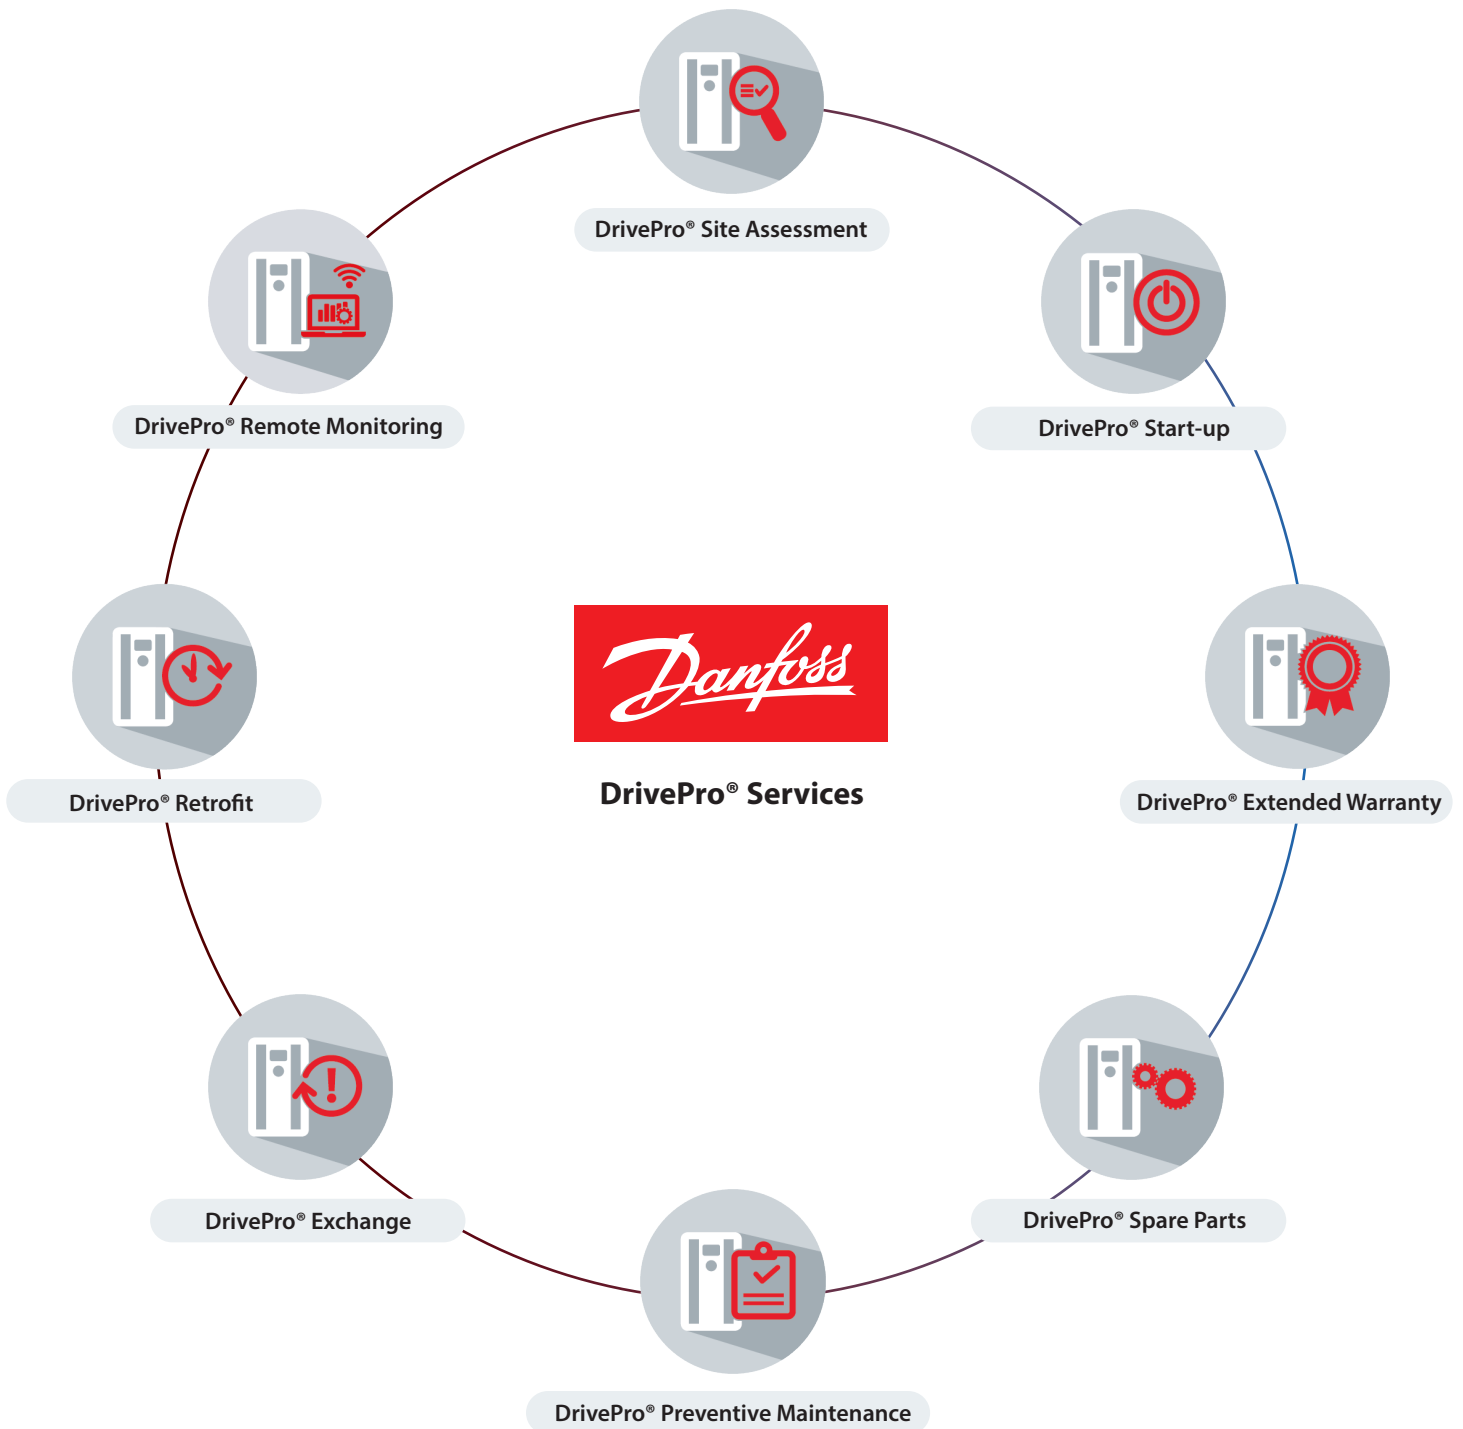 DrivePro® Site Assessment
DrivePro® Remote Monitoring
DrivePro® Start-up
Danfoss
DrivePro® Services
DrivePro® Retrofit
DrivePro® Extended Warranty
DrivePro® Exchange
DrivePro® Spare Parts
DrivePro® Preventive Maintenance